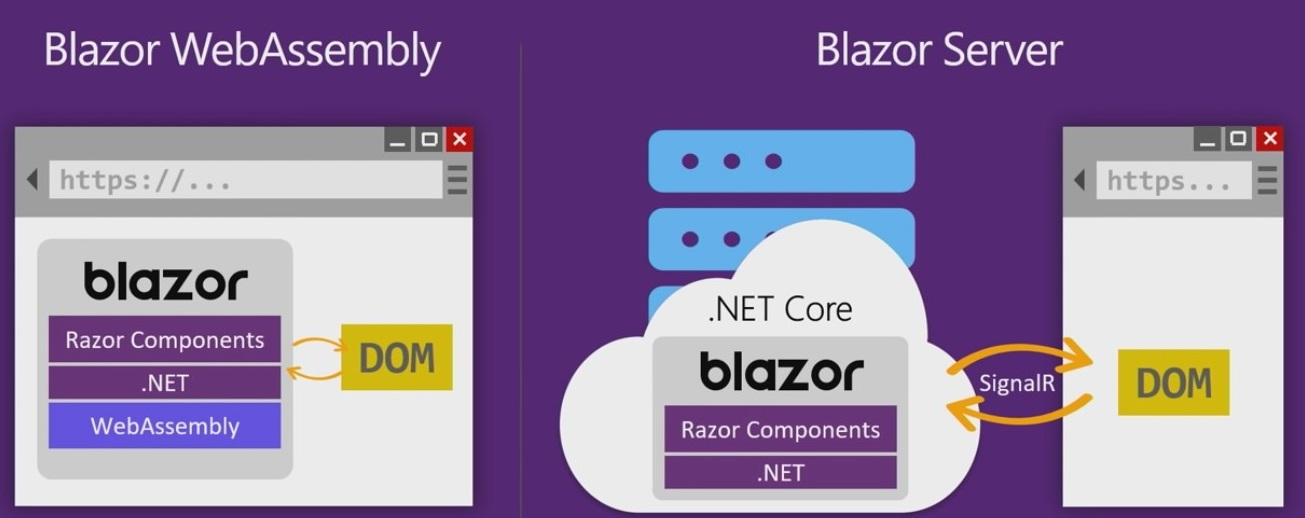 Blazor WebAssembly
https://...
blazor
Razor Components
.NET
WebAssembly
DOM
Blazor Server
.NET Core
blazor
Razor Components
.NET
SignalR
https...
DOM